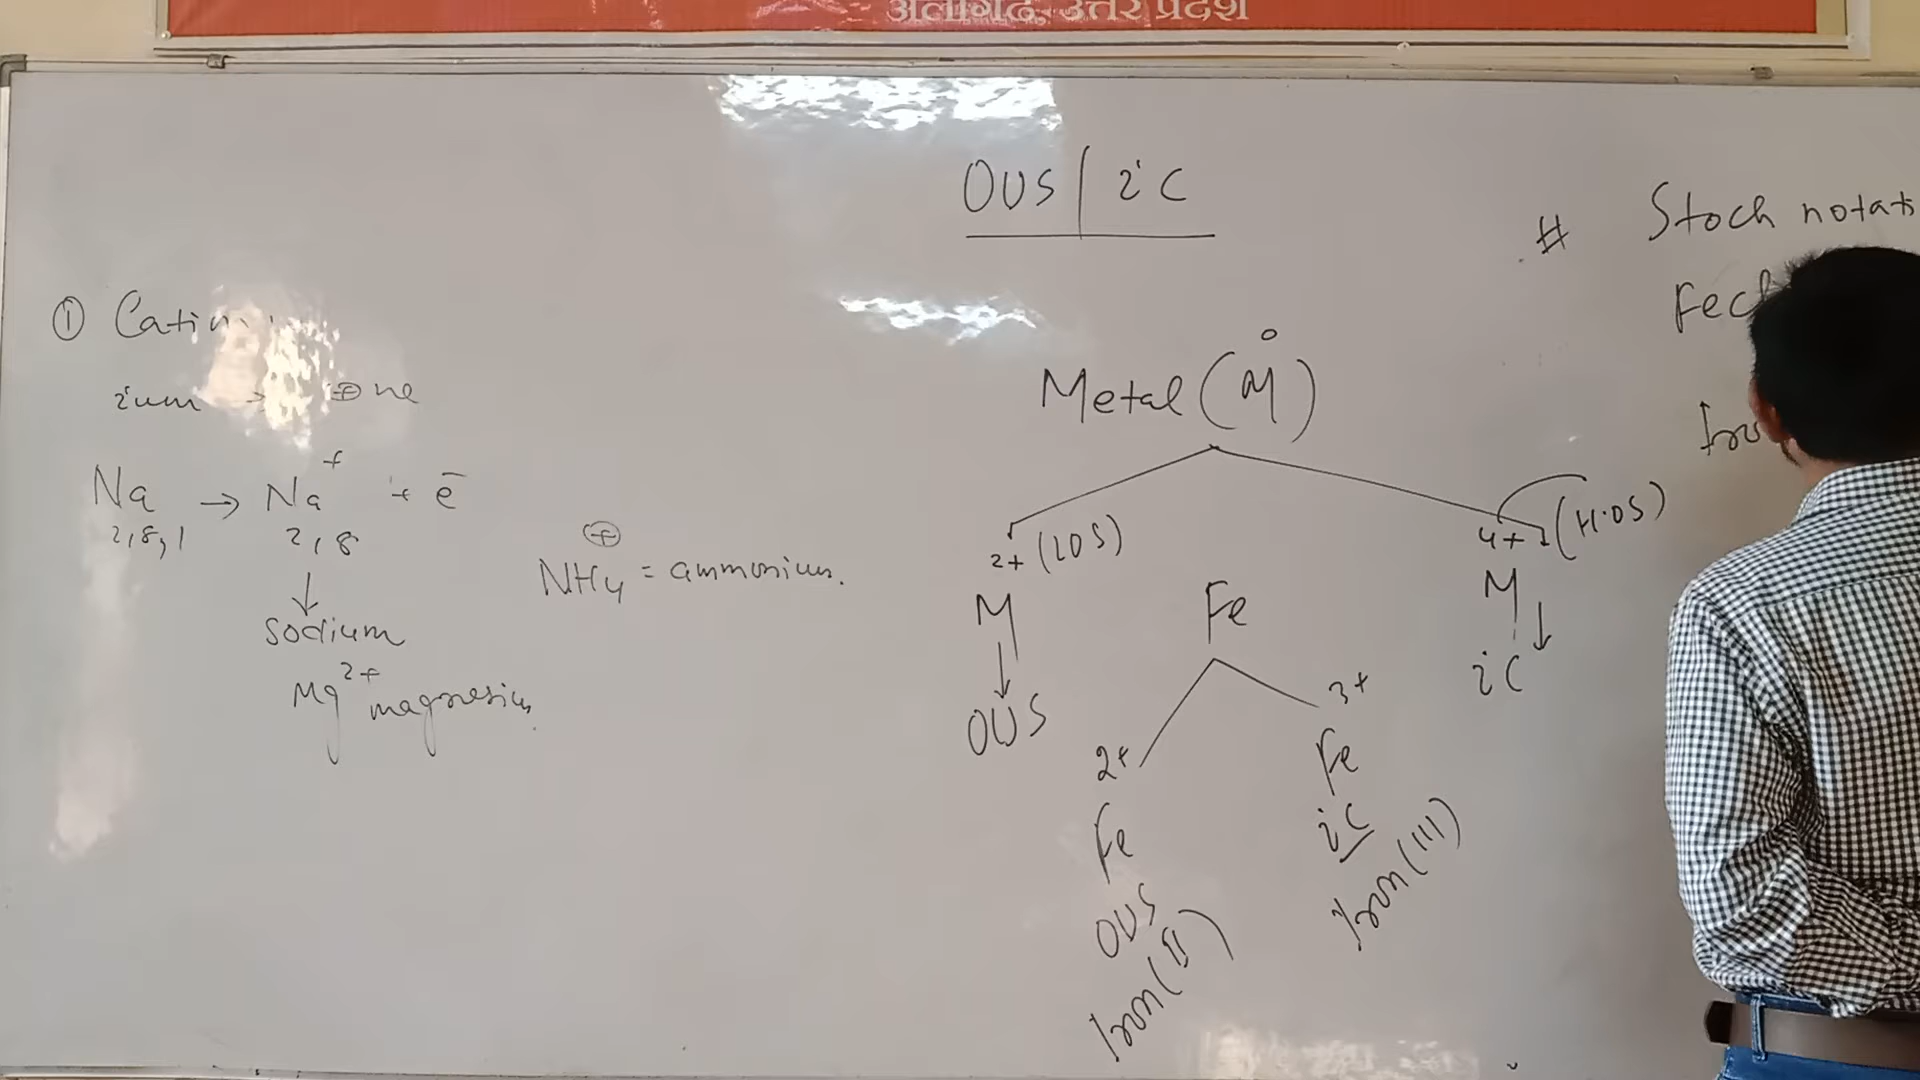 अलीगढ़, उत्तर प्रदेश
OUS / ic
# Stoch notati
① Cation
ium → ⊕ ne
Na → Na⁺ + e⁻
2,8,1 2,8
↓
sodium
Mg²⁺ magnesium
NH₄⊕ = ammonium.
Metal (M°)
2+ (LOS)
M
↓
OUS
4+ (H.OS)
M
↓
ic
Fe
2+
Fe
OUS
Iron (II)
3+
Fe
ic
Iron (III)
Fecl
Iro